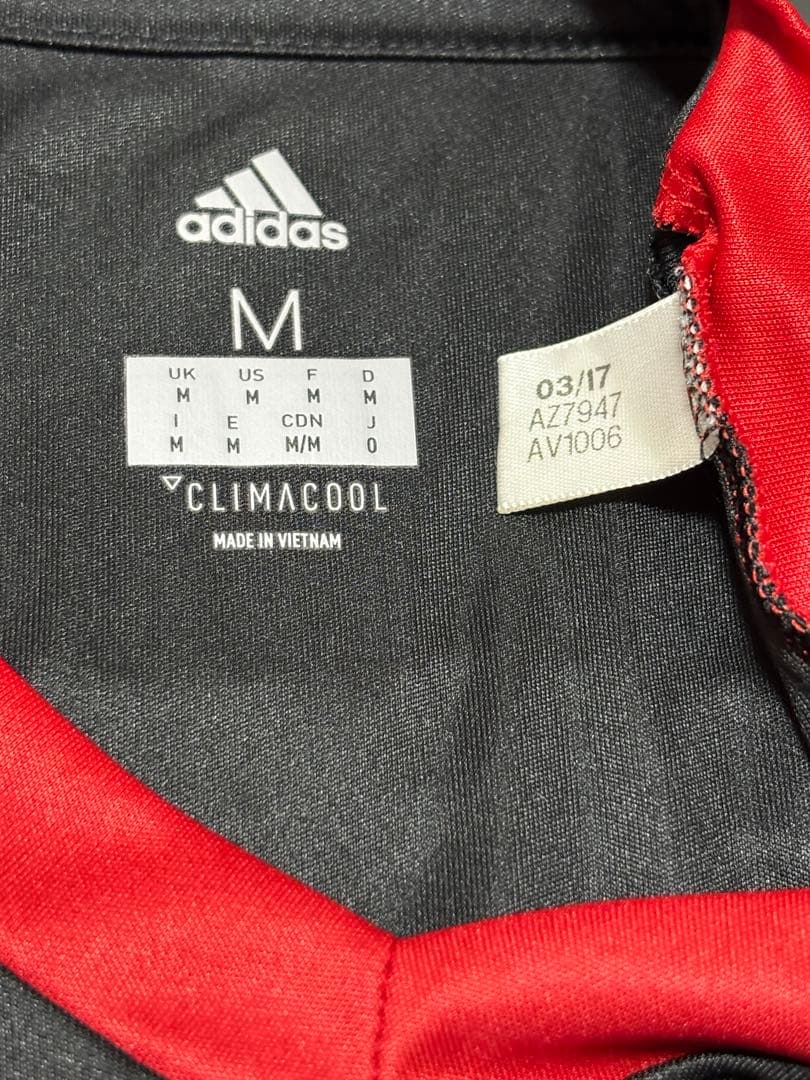 adidas
M
UK US F D
M M M M
I E CDN J
M M M/M O
CLIMACOOL
MADE IN VIETNAM
03/17
AZ7947
AV1006